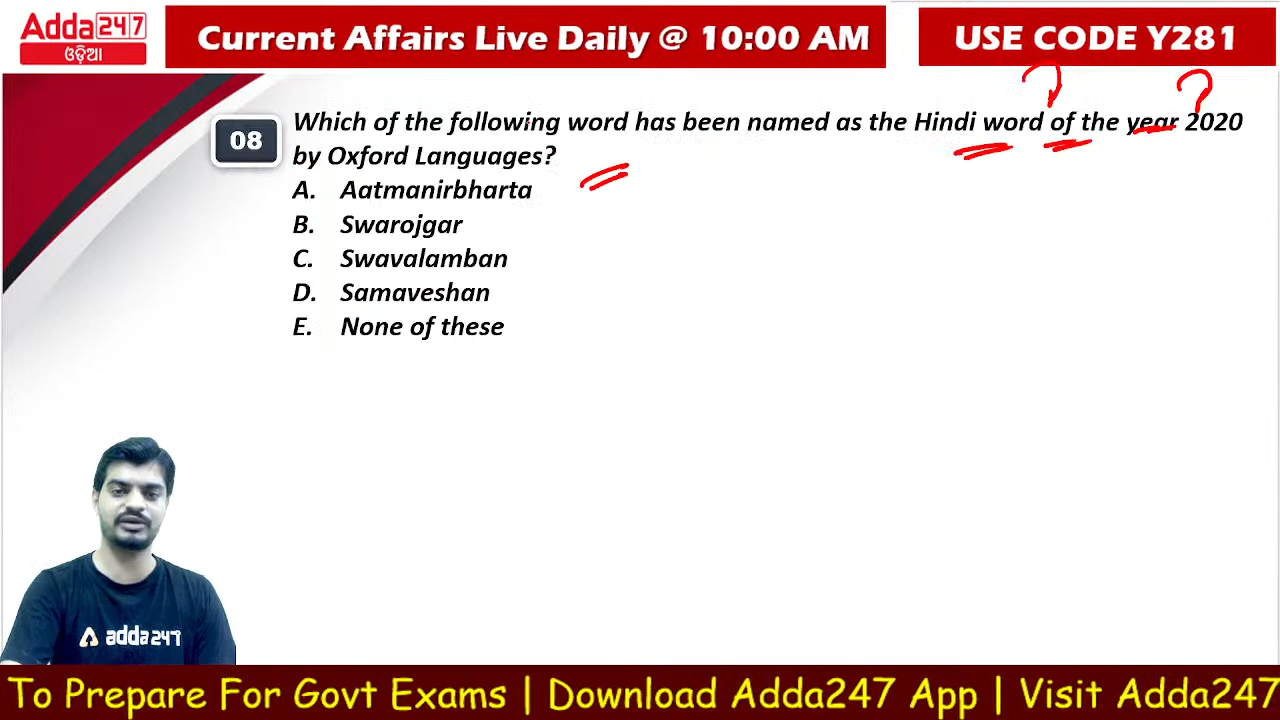 Adda247
ଓଡ଼ିଆ
Current Affairs Live Daily @ 10:00 AM
USE CODE Y281
08
Which of the following word has been named as the Hindi word of the year 2020
by Oxford Languages?
A. Aatmanirbharta
B. Swarojgar
C. Swavalamban
D. Samaveshan
E. None of these
adda247
To Prepare For Govt Exams | Download Adda247 App | Visit Adda247